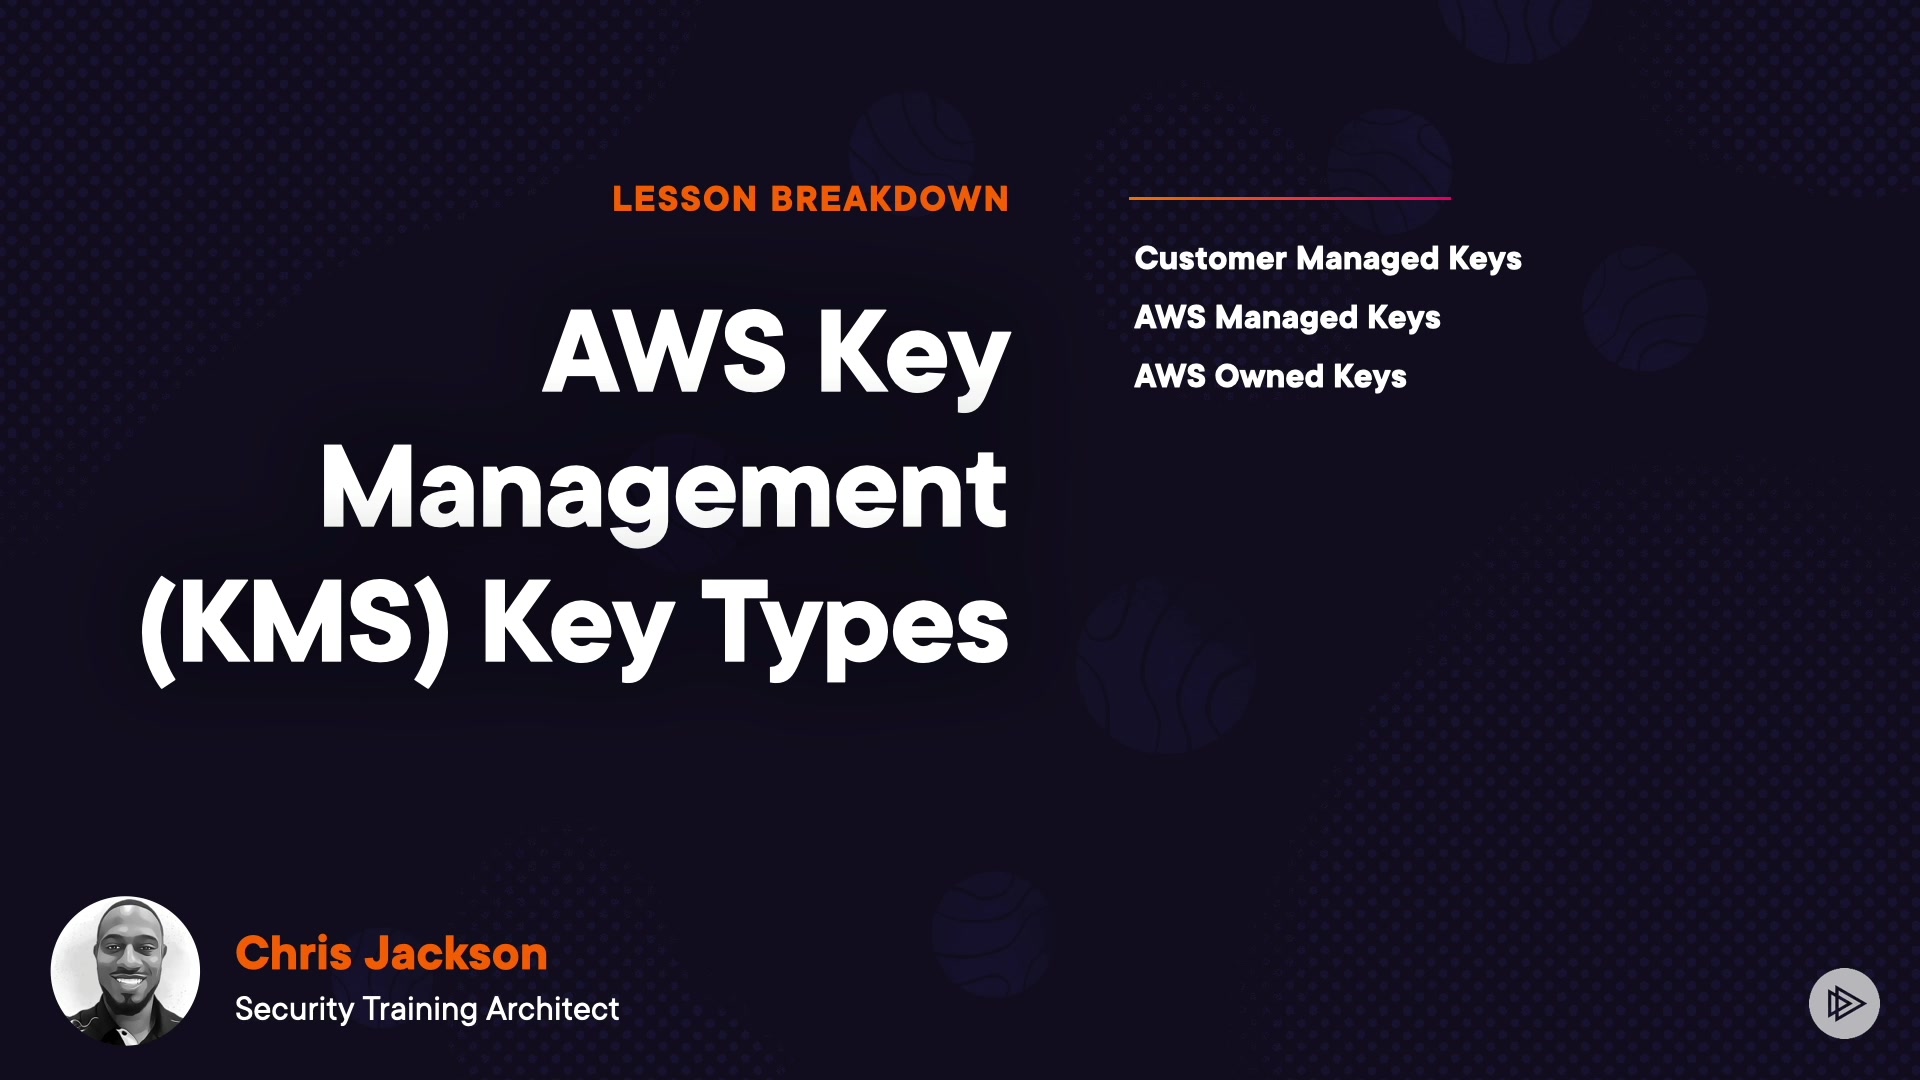 LESSON BREAKDOWN
AWS Key
Management
(KMS) Key Types
Customer Managed Keys
AWS Managed Keys
AWS Owned Keys
Chris Jackson
Security Training Architect